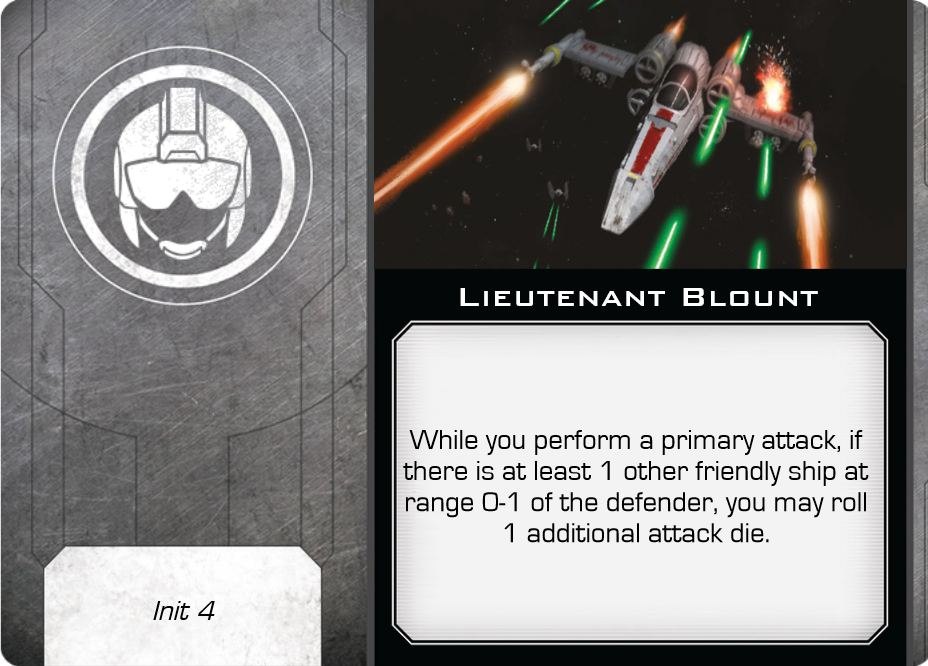 Lieutenant Blount
While you perform a primary attack, if
there is at least 1 other friendly ship at
range 0-1 of the defender, you may roll
1 additional attack die.
Init 4